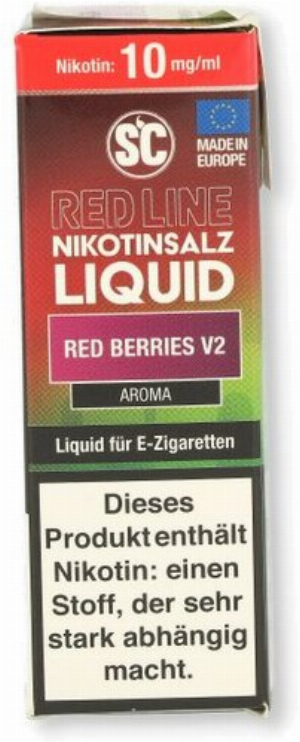 Nikotin: 10 mg/ml
SC
MADE IN
EUROPE
RED LINE
NIKOTINSALZ
LIQUID
RED BERRIES V2
AROMA
Liquid für E-Zigaretten
Dieses
Produkt enthält
Nikotin: einen
Stoff, der sehr
stark abhängig
macht.